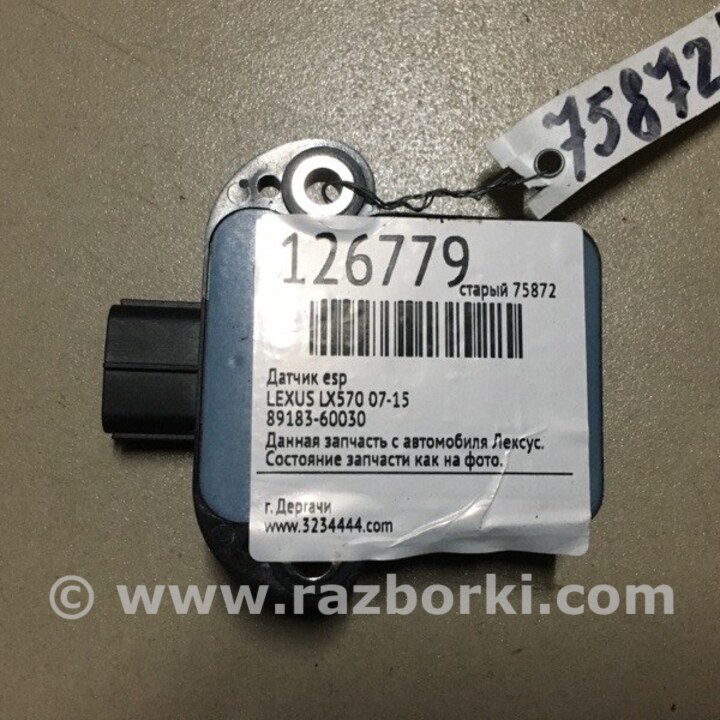 75872
126779
старый 75872
Датчик esp
LEXUS LX570 07-15
89183-60030
Данная запчасть с автомобиля Лексус.
Состояние запчасти как на фото.
г. Дергачи
www.3234444.com
© www.razborki.com